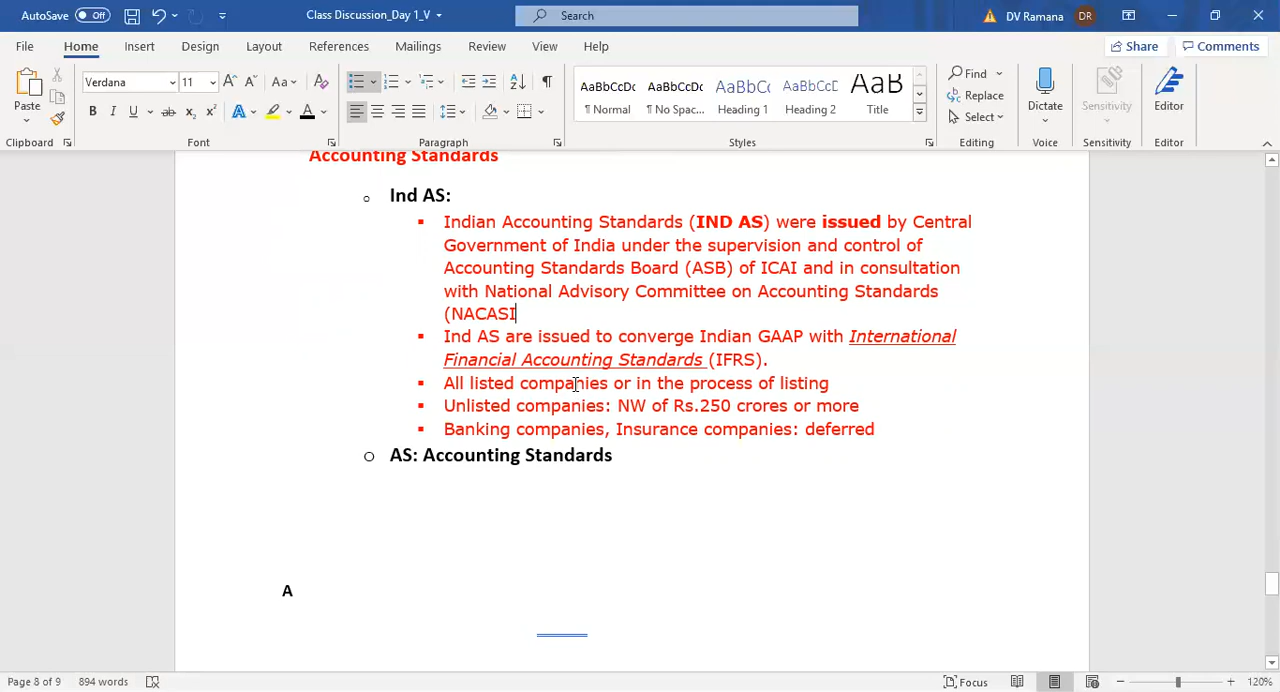 AutoSave Off Class Discussion_Day 1_V Search DV Ramana DR
File Home Insert Design Layout References Mailings Review View Help Share Comments
Verdana 11 A A Aa A AaBbCcDc AaBbCcDc AaBbCc AaBbCcD AaB Find
Paste Replace Dictate Sensitivity Editor
B I U ab x₂ x² A A ¶ Normal ¶ No Spac... Heading 1 Heading 2 Title Select
Clipboard Font Paragraph Styles Editing Voice Sensitivity Editor
Accounting Standards
o Ind AS:
▪ Indian Accounting Standards (IND AS) were issued by Central
Government of India under the supervision and control of
Accounting Standards Board (ASB) of ICAI and in consultation
with National Advisory Committee on Accounting Standards
(NACASI
▪ Ind AS are issued to converge Indian GAAP with International
Financial Accounting Standards (IFRS).
▪ All listed companies or in the process of listing
▪ Unlisted companies: NW of Rs.250 crores or more
▪ Banking companies, Insurance companies: deferred
o AS: Accounting Standards
A
Page 8 of 9 894 words Focus 120%